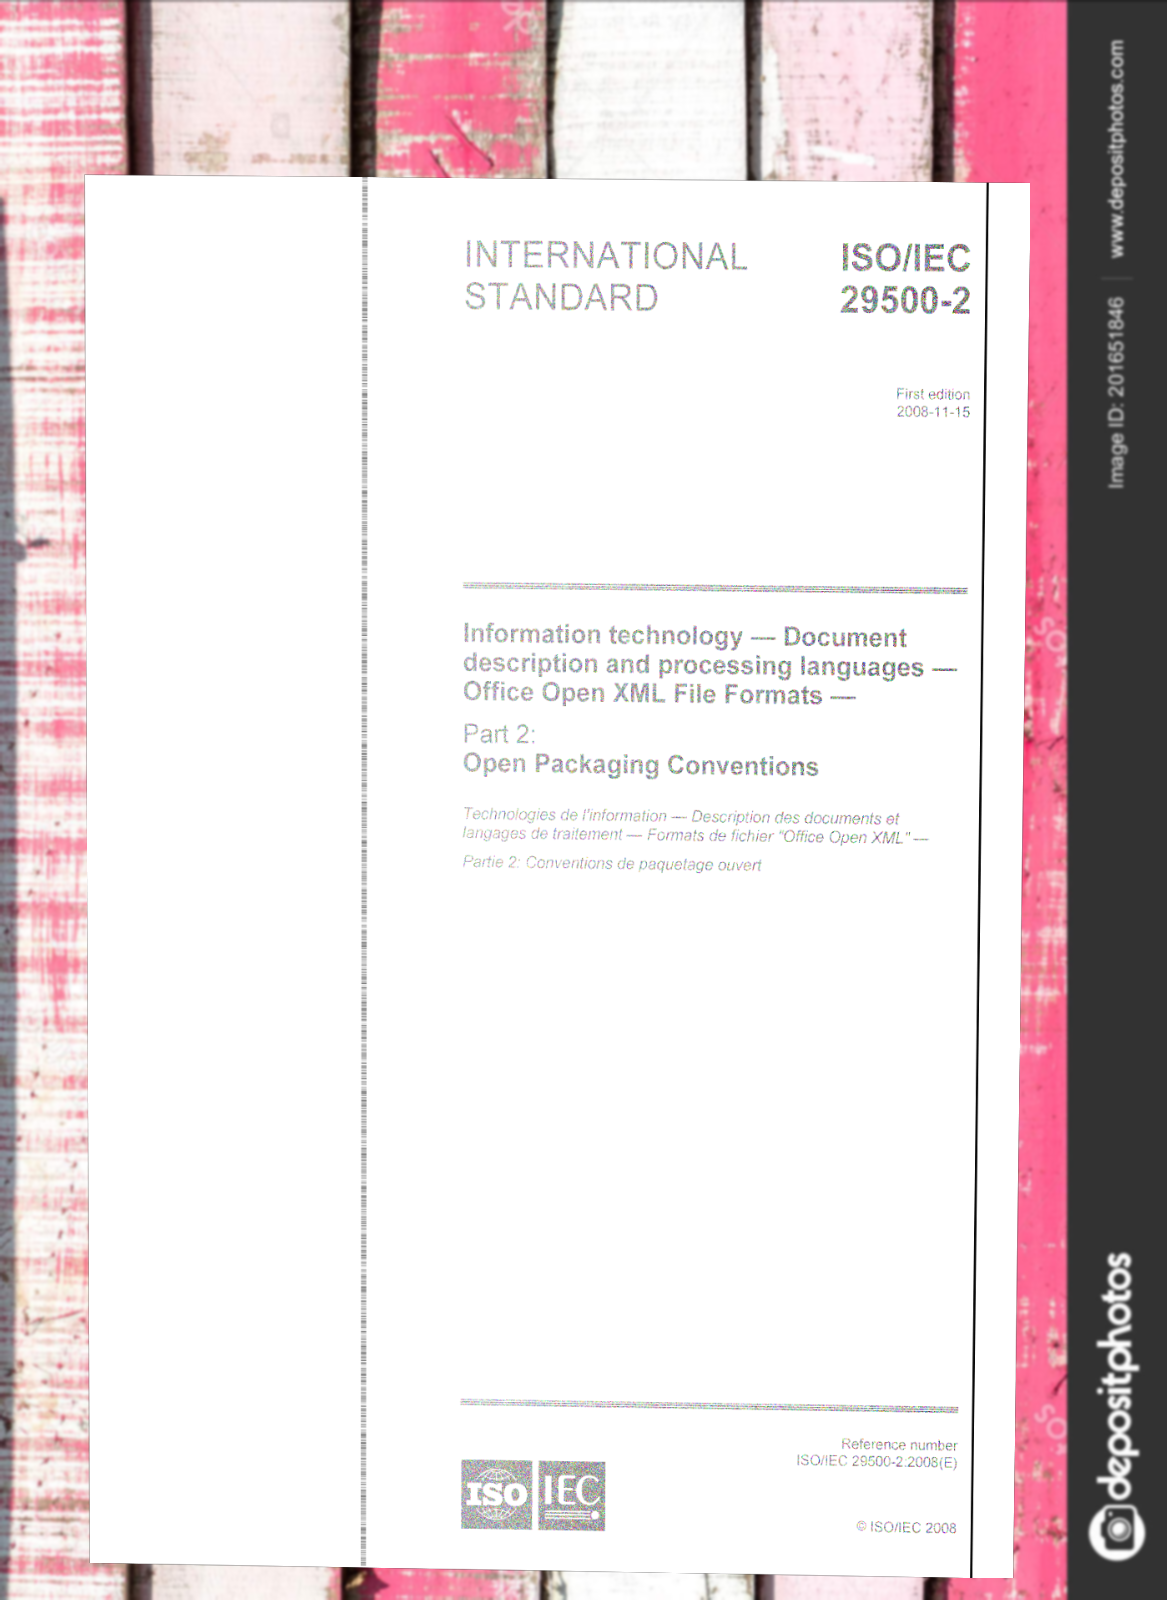 INTERNATIONAL
STANDARD
ISO/IEC
29500-2
First edition
2008-11-15
Information technology — Document
description and processing languages —
Office Open XML File Formats —
Part 2:
Open Packaging Conventions
Technologies de l'information — Description des documents et
langages de traitement — Formats de fichier "Office Open XML" —
Partie 2: Conventions de paquetage ouvert
Reference number
ISO/IEC 29500-2:2008(E)
ISO
IEC
© ISO/IEC 2008
Image ID: 201651846
www.depositphotos.com
depositphotos